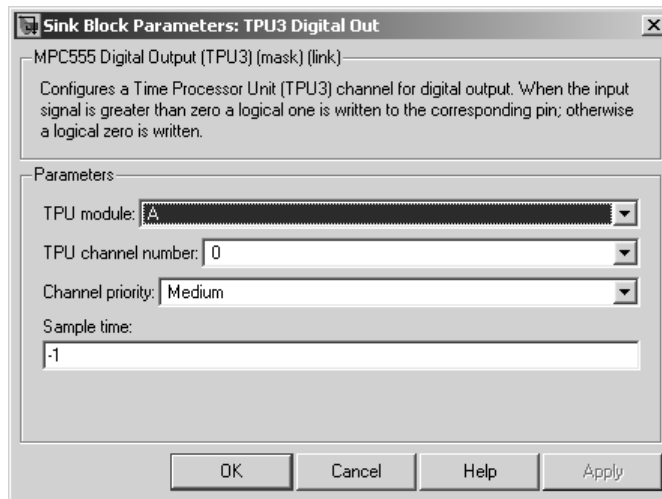 Sink Block Parameters: TPU3 Digital Out
MPC555 Digital Output (TPU3) (mask) (link)
Configures a Time Processor Unit (TPU3) channel for digital output. When the input
signal is greater than zero a logical one is written to the corresponding pin; otherwise
a logical zero is written.
Parameters
TPU module: A
TPU channel number: 0
Channel priority: Medium
Sample time:
-1
OK Cancel Help Apply